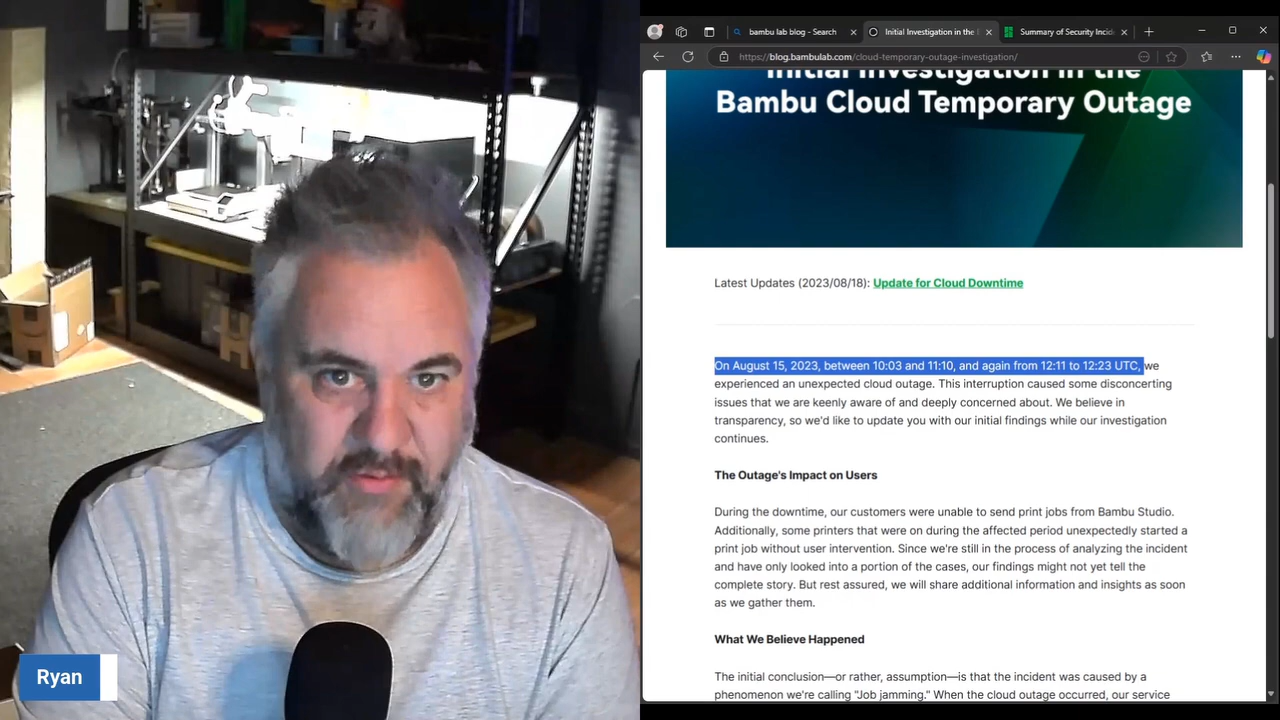 bambu lab blog - Search
Initial Investigation in the
Summary of Security Incid
https://blog.bambulab.com/cloud-temporary-outage-investigation/
Initial Investigation in the
Bambu Cloud Temporary Outage
Latest Updates (2023/08/18): Update for Cloud Downtime
On August 15, 2023, between 10:03 and 11:10, and again from 12:11 to 12:23 UTC, we
experienced an unexpected cloud outage. This interruption caused some disconcerting
issues that we are keenly aware of and deeply concerned about. We believe in
transparency, so we'd like to update you with our initial findings while our investigation
continues.
The Outage's Impact on Users
During the downtime, our customers were unable to send print jobs from Bambu Studio.
Additionally, some printers that were on during the affected period unexpectedly started a
print job without user intervention. Since we're still in the process of analyzing the incident
and have only looked into a portion of the cases, our findings might not yet tell the
complete story. But rest assured, we will share additional information and insights as soon
as we gather them.
What We Believe Happened
The initial conclusion—or rather, assumption—is that the incident was caused by a
phenomenon we're calling "Job jamming." When the cloud outage occurred, our service
Ryan